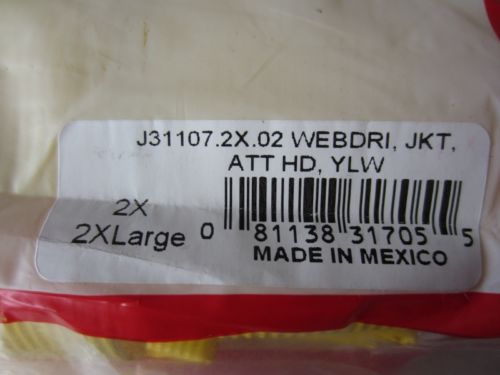 J31107.2X.02 WEBDRI, JKT,
ATT HD, YLW
2X
2XLarge
0 81138 31705 5
MADE IN MEXICO